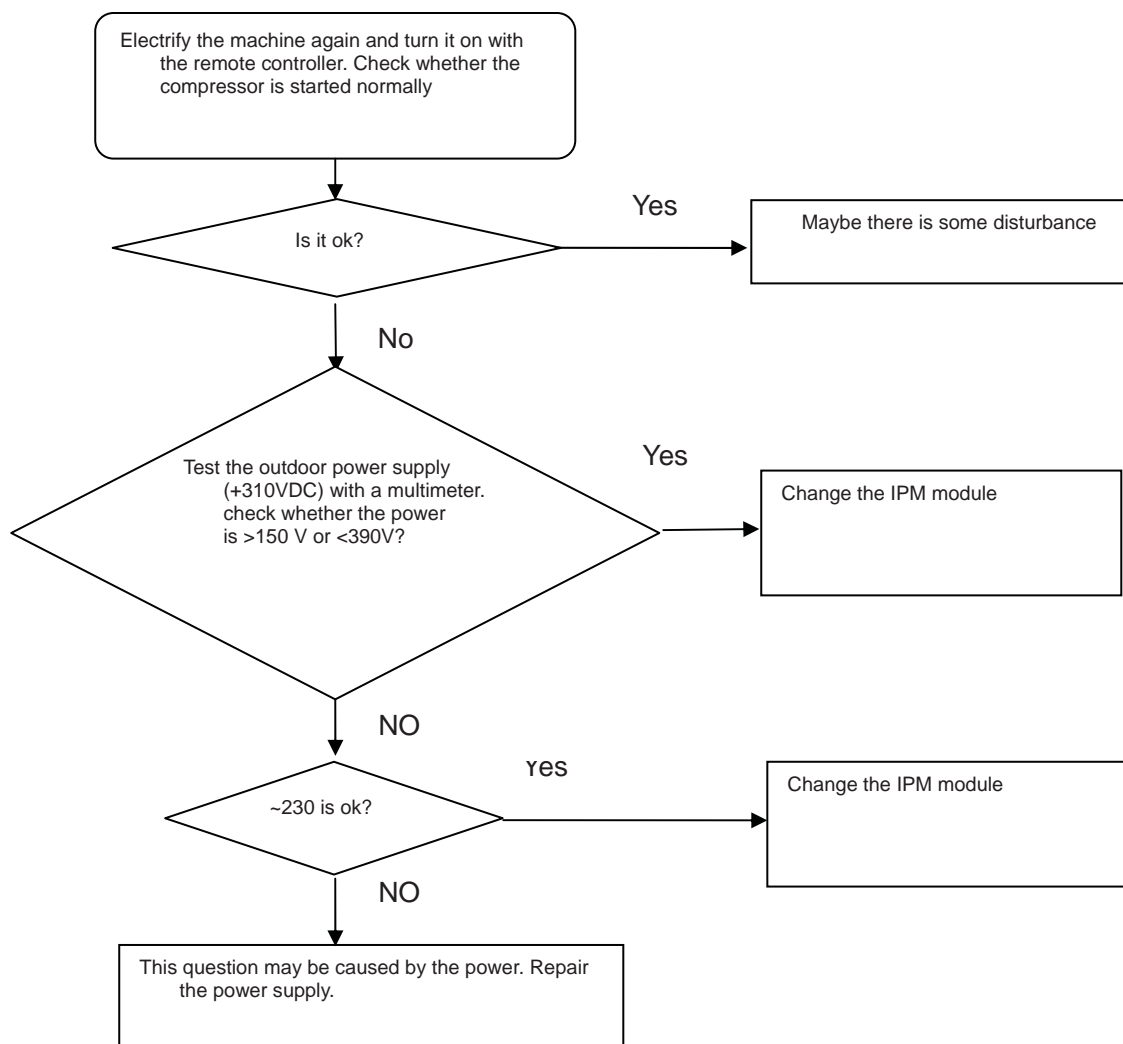 Electrify the machine again and turn it on with
the remote controller. Check whether the
compressor is started normally
Is it ok?
Yes
Maybe there is some disturbance
No
Test the outdoor power supply
(+310VDC) with a multimeter.
check whether the power
is >150 V or <390V?
Yes
Change the IPM module
NO
~230 is ok?
Yes
Change the IPM module
NO
This question may be caused by the power. Repair
the power supply.